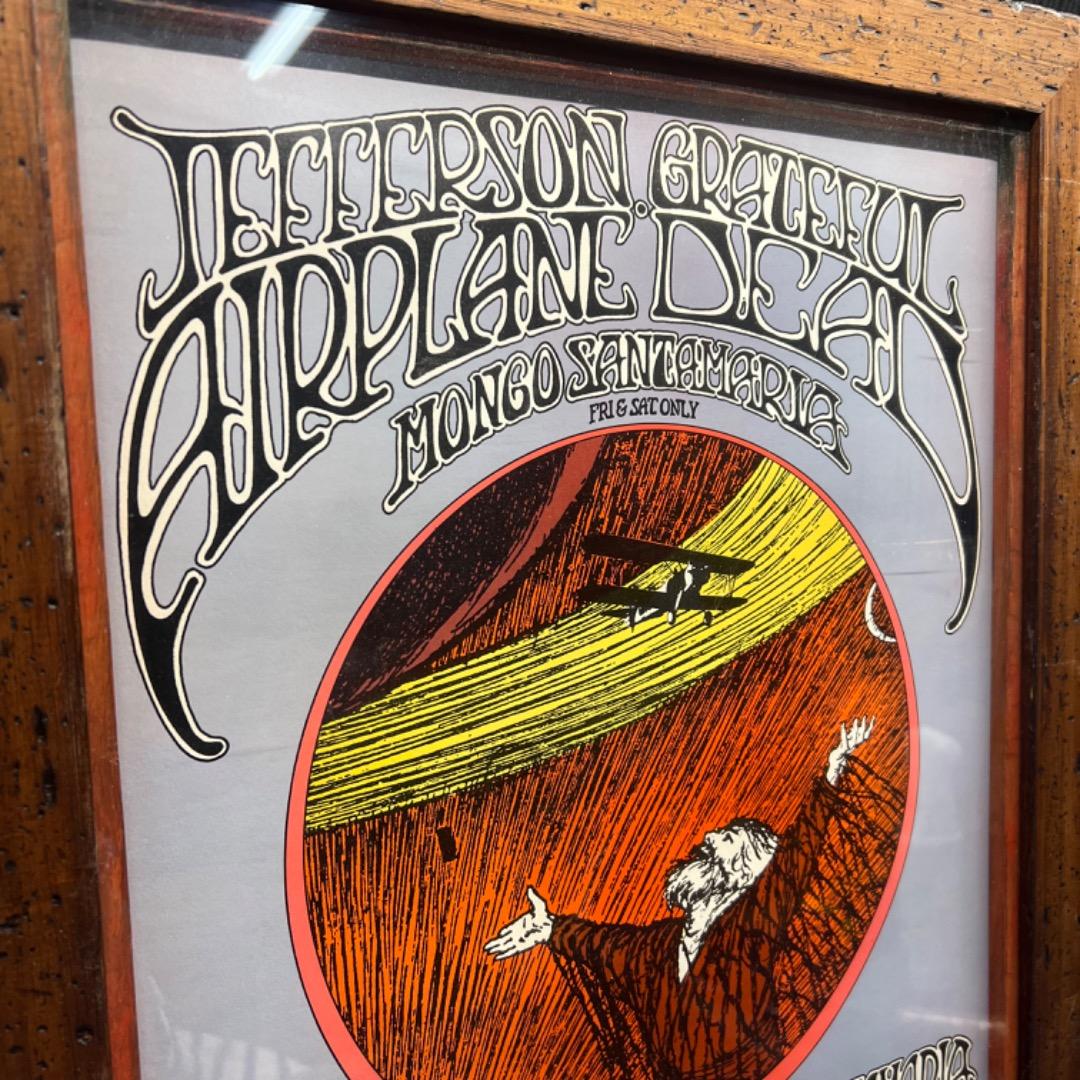 JEFFERSON GRATEFUL
AIRPLANE DEAD
MONGO SANTAMARIA
FRI & SAT ONLY